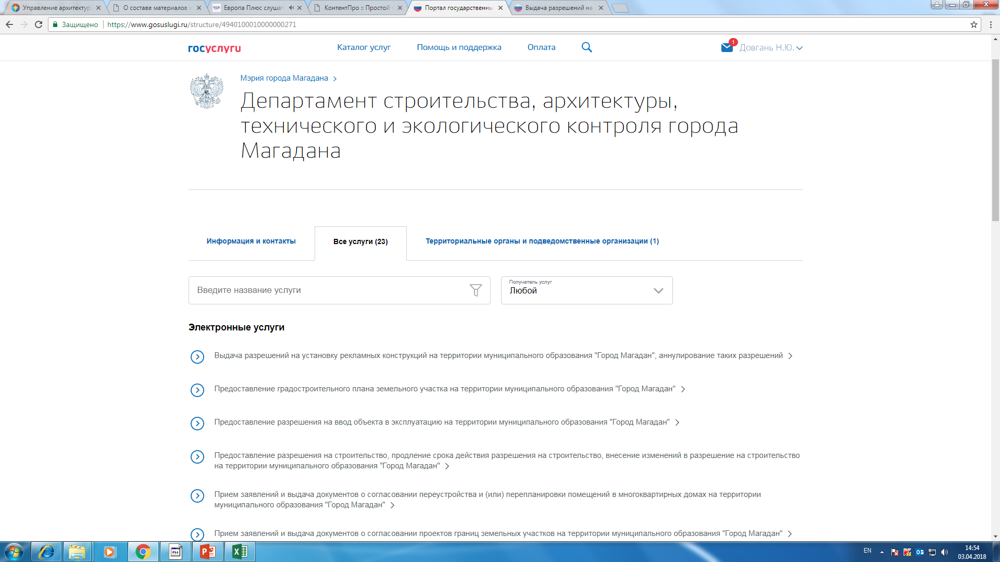 Управление архитектуры
О составе материалов и
Европа Плюс слушат
КонтентПро :: Простой
Портал государственны
Выдача разрешений на
Защищено
https://www.gosuslugi.ru/structure/4940100010000000271
госуслуги
Каталог услуг
Помощь и поддержка
Оплата
1
Довгань Н.Ю.
Мэрия города Магадана
Департамент строительства, архитектуры,
технического и экологического контроля города
Магадана
Информация и контакты
Все услуги (23)
Территориальные органы и подведомственные организации (1)
Введите название услуги
Получатель услуг
Любой
Электронные услуги
Выдача разрешений на установку рекламных конструкций на территории муниципального образования "Город Магадан", аннулирование таких разрешений
Предоставление градостроительного плана земельного участка на территории муниципального образования "Город Магадан"
Предоставление разрешения на ввод объекта в эксплуатацию на территории муниципального образования "Город Магадан"
Предоставление разрешения на строительство, продление срока действия разрешения на строительство, внесение изменений в разрешение на строительство
на территории муниципального образования "Город Магадан"
Прием заявлений и выдача документов о согласовании переустройства и (или) перепланировки помещений в многоквартирных домах на территории
муниципального образования "Город Магадан"
Прием заявлений и выдача документов о согласовании проектов границ земельных участков на территории муниципального образования "Город Магадан"
EN
14:54
03.04.2018